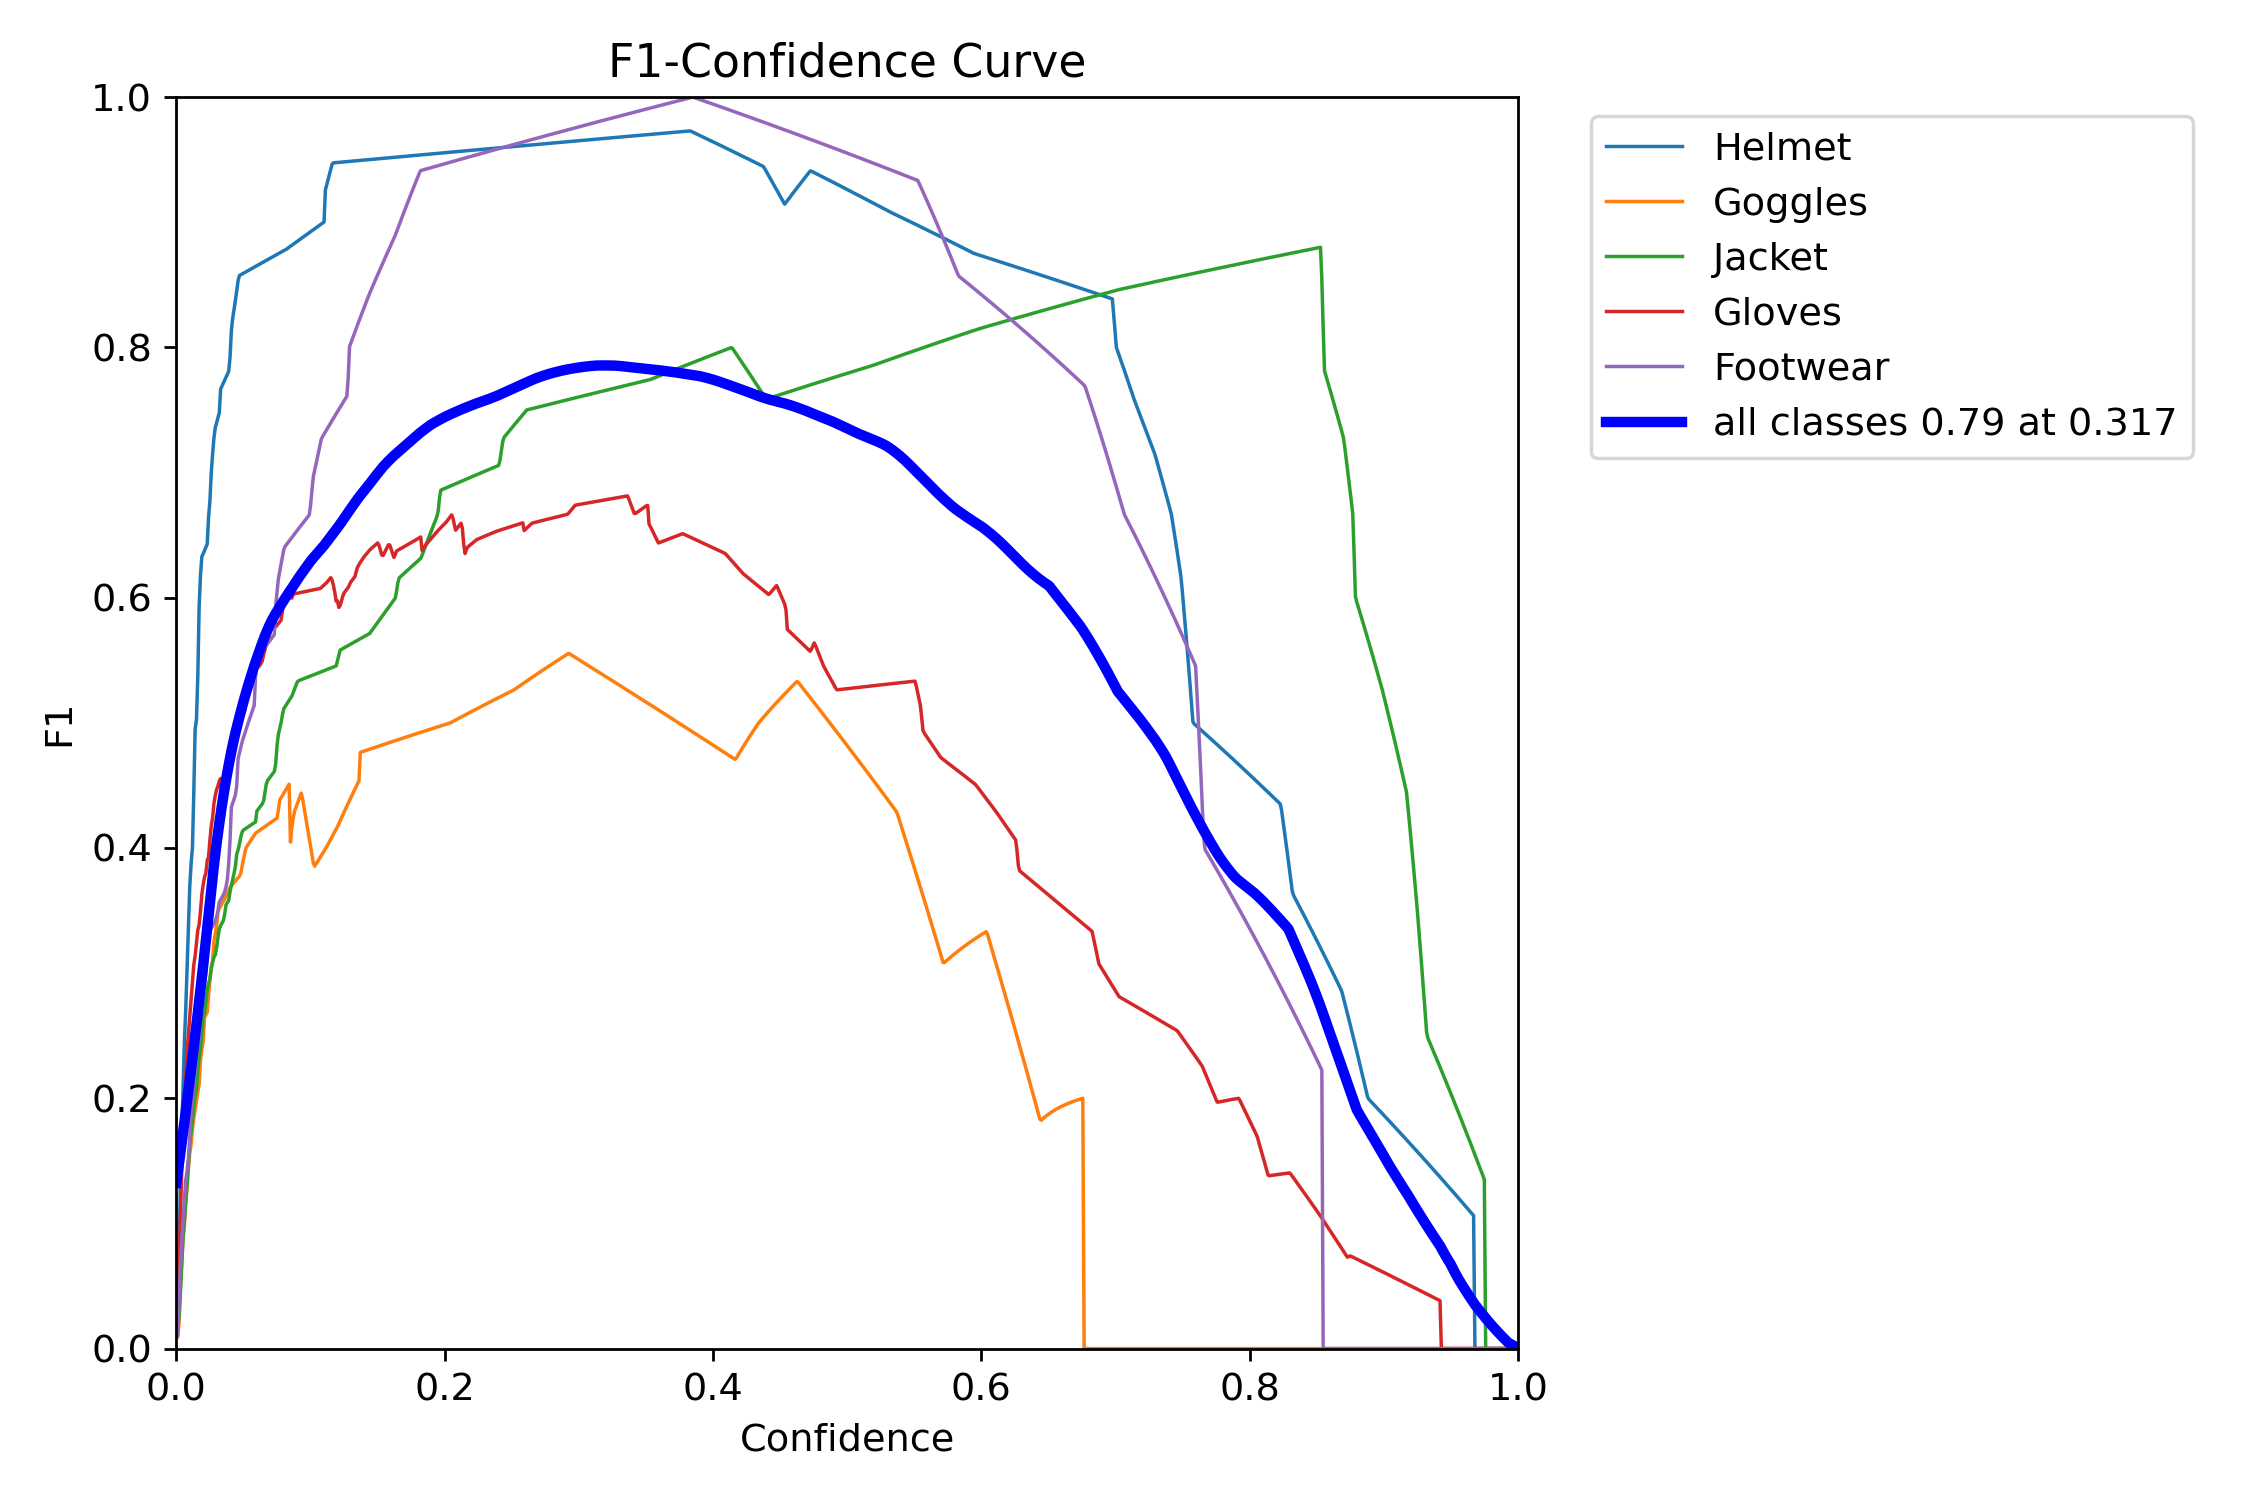 F1-Confidence Curve
1.0
0.8
0.6
0.4
0.2
0.0
F1
0.0 0.2 0.4 0.6 0.8 1.0
Confidence
Helmet
Goggles
Jacket
Gloves
Footwear
all classes 0.79 at 0.317